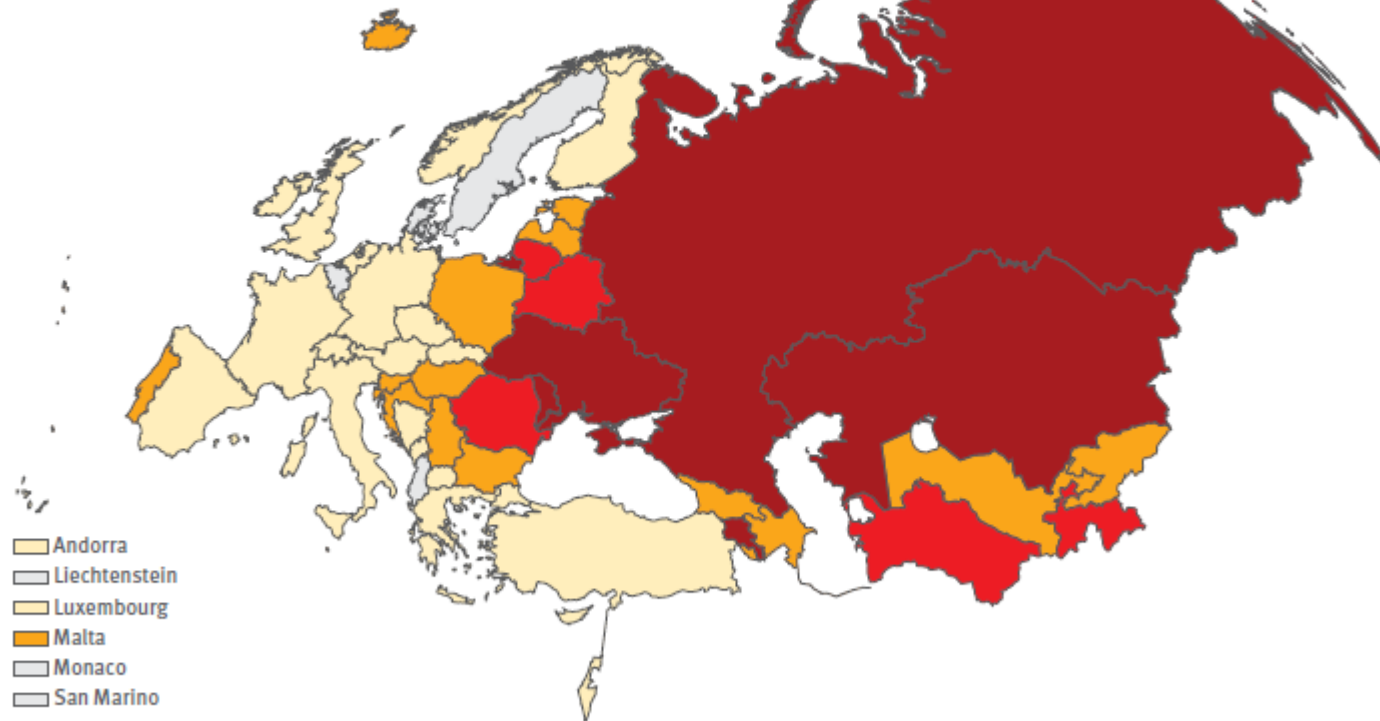 Andorra
Liechtenstein
Luxembourg
Malta
Monaco
San Marino